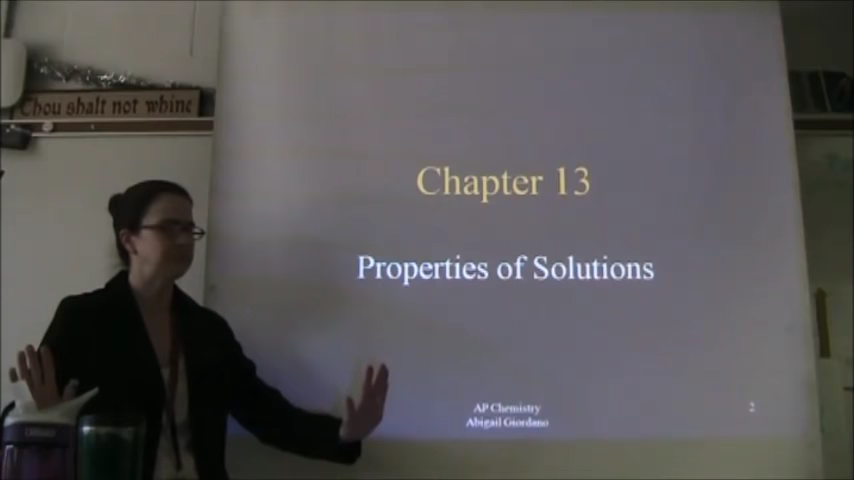 Thou shalt not whine
Chapter 13
Properties of Solutions
AP Chemistry
Abigail Giordano
2